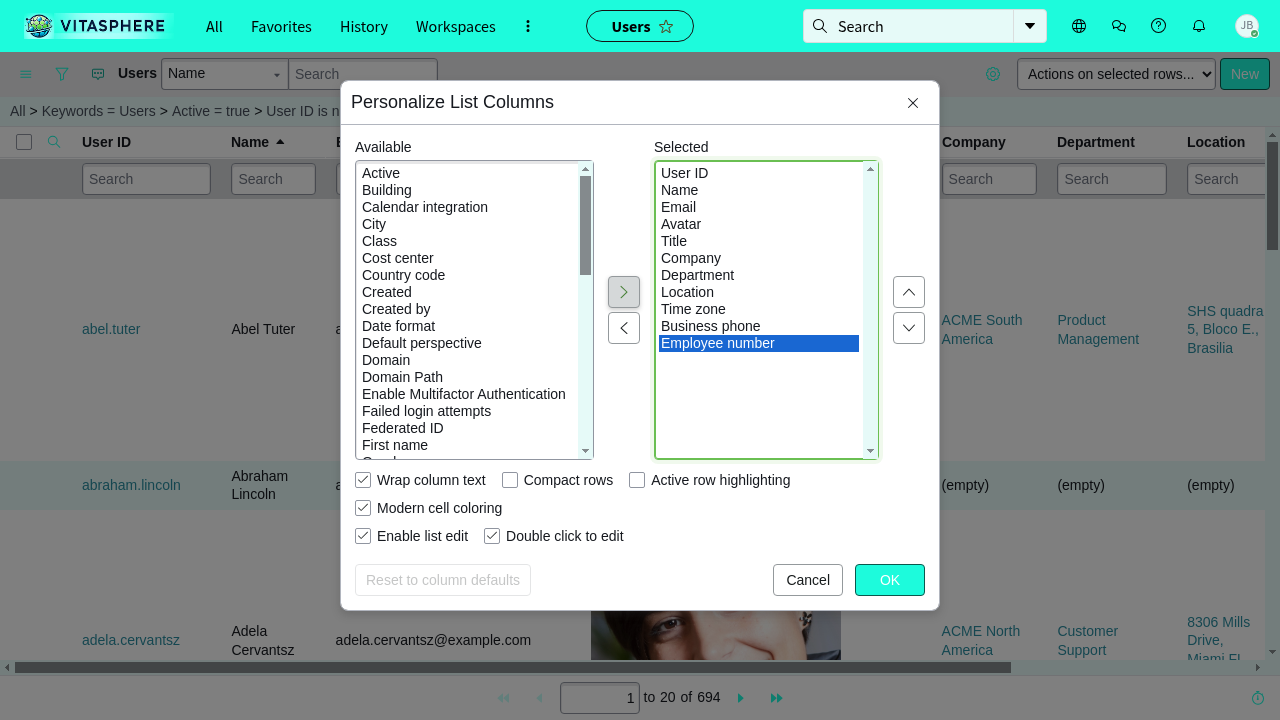 VITASPHERE
All
Favorites
History
Workspaces
Users
Search
JB
Users
Name
Search
Actions on selected rows...
New
All > Keywords = Users > Active = true > User ID is n
Personalize List Columns
Available
Selected
Active
Building
Calendar integration
City
Class
Cost center
Country code
Created
Created by
Date format
Default perspective
Domain
Domain Path
Enable Multifactor Authentication
Failed login attempts
Federated ID
First name
User ID
Name
Email
Avatar
Title
Company
Department
Location
Time zone
Business phone
Employee number
Wrap column text
Compact rows
Active row highlighting
Modern cell coloring
Enable list edit
Double click to edit
Reset to column defaults
Cancel
OK
User ID
Name
Company
Department
Location
Search
Search
Search
Search
Search
abel.tuter
Abel Tuter
ACME South
America
Product
Management
SHS quadra
5, Bloco E.,
Brasilia
abraham.lincoln
Abraham
Lincoln
(empty)
(empty)
(empty)
adela.cervantsz
Adela
Cervantsz
adela.cervantsz@example.com
ACME North
America
Customer
Support
8306 Mills
Drive,
Miami,FL
1 to 20 of 694